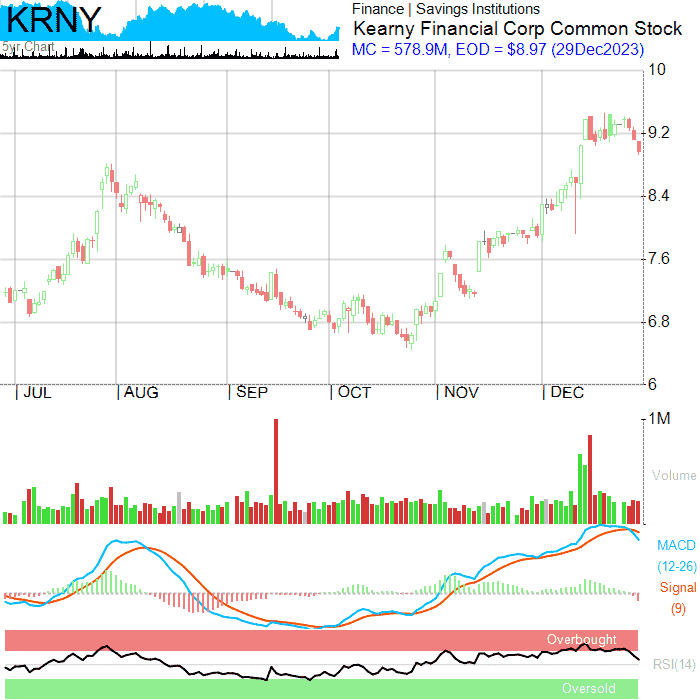 KRNY
5yr Chart
Finance | Savings Institutions
Kearny Financial Corp Common Stock
MC = 578.9M, EOD = $8.97 (29Dec2023)
10
9.2
8.4
7.6
6.8
6
JUL AUG SEP OCT NOV DEC
1M
Volume
MACD
(12-26)
Signal
(9)
Overbought
RSI(14)
Oversold